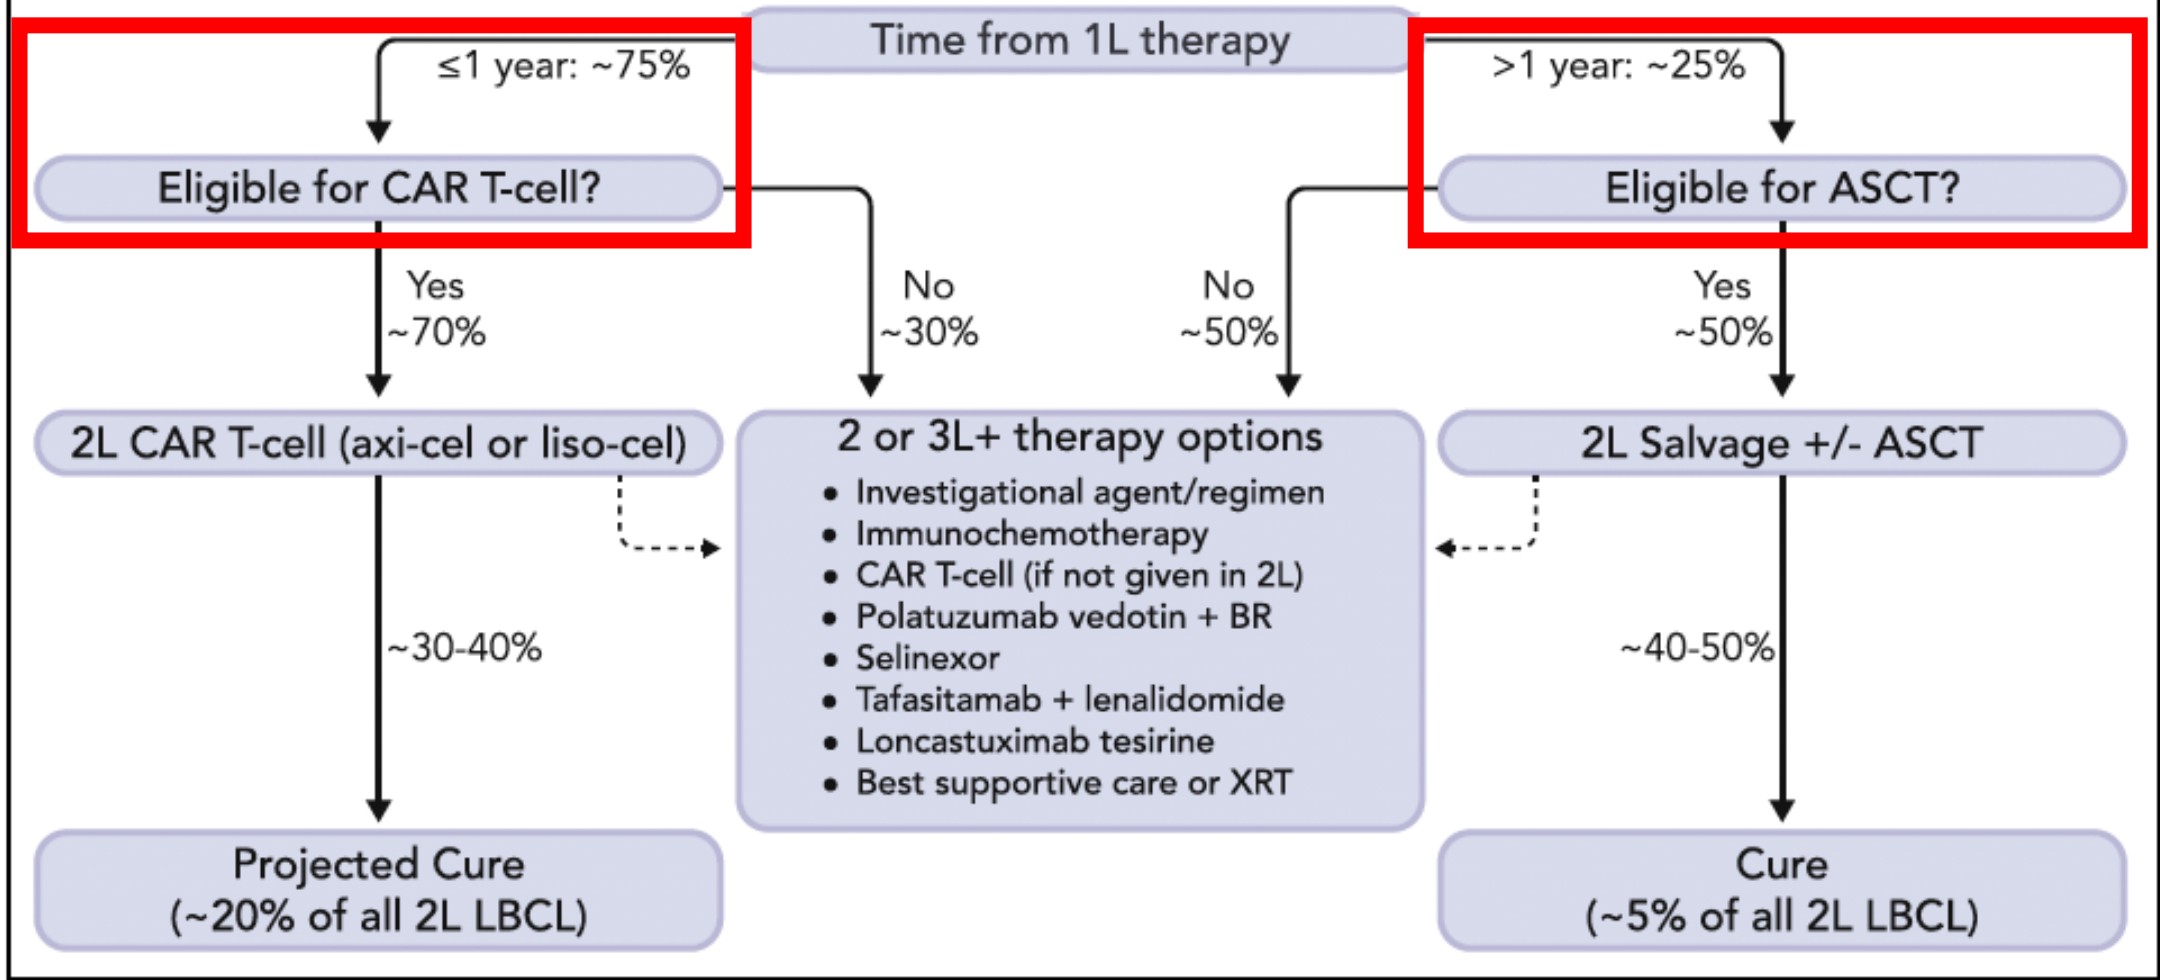 Time from 1L therapy
≤1 year: ~75%
>1 year: ~25%
Eligible for CAR T-cell?
Eligible for ASCT?
Yes
~70%
No
~30%
No
~50%
Yes
~50%
2L CAR T-cell (axi-cel or liso-cel)
2 or 3L+ therapy options
• Investigational agent/regimen
• Immunochemotherapy
• CAR T-cell (if not given in 2L)
• Polatuzumab vedotin + BR
• Selinexor
• Tafasitamab + lenalidomide
• Loncastuximab tesirine
• Best supportive care or XRT
2L Salvage +/- ASCT
~30-40%
~40-50%
Projected Cure
(~20% of all 2L LBCL)
Cure
(~5% of all 2L LBCL)